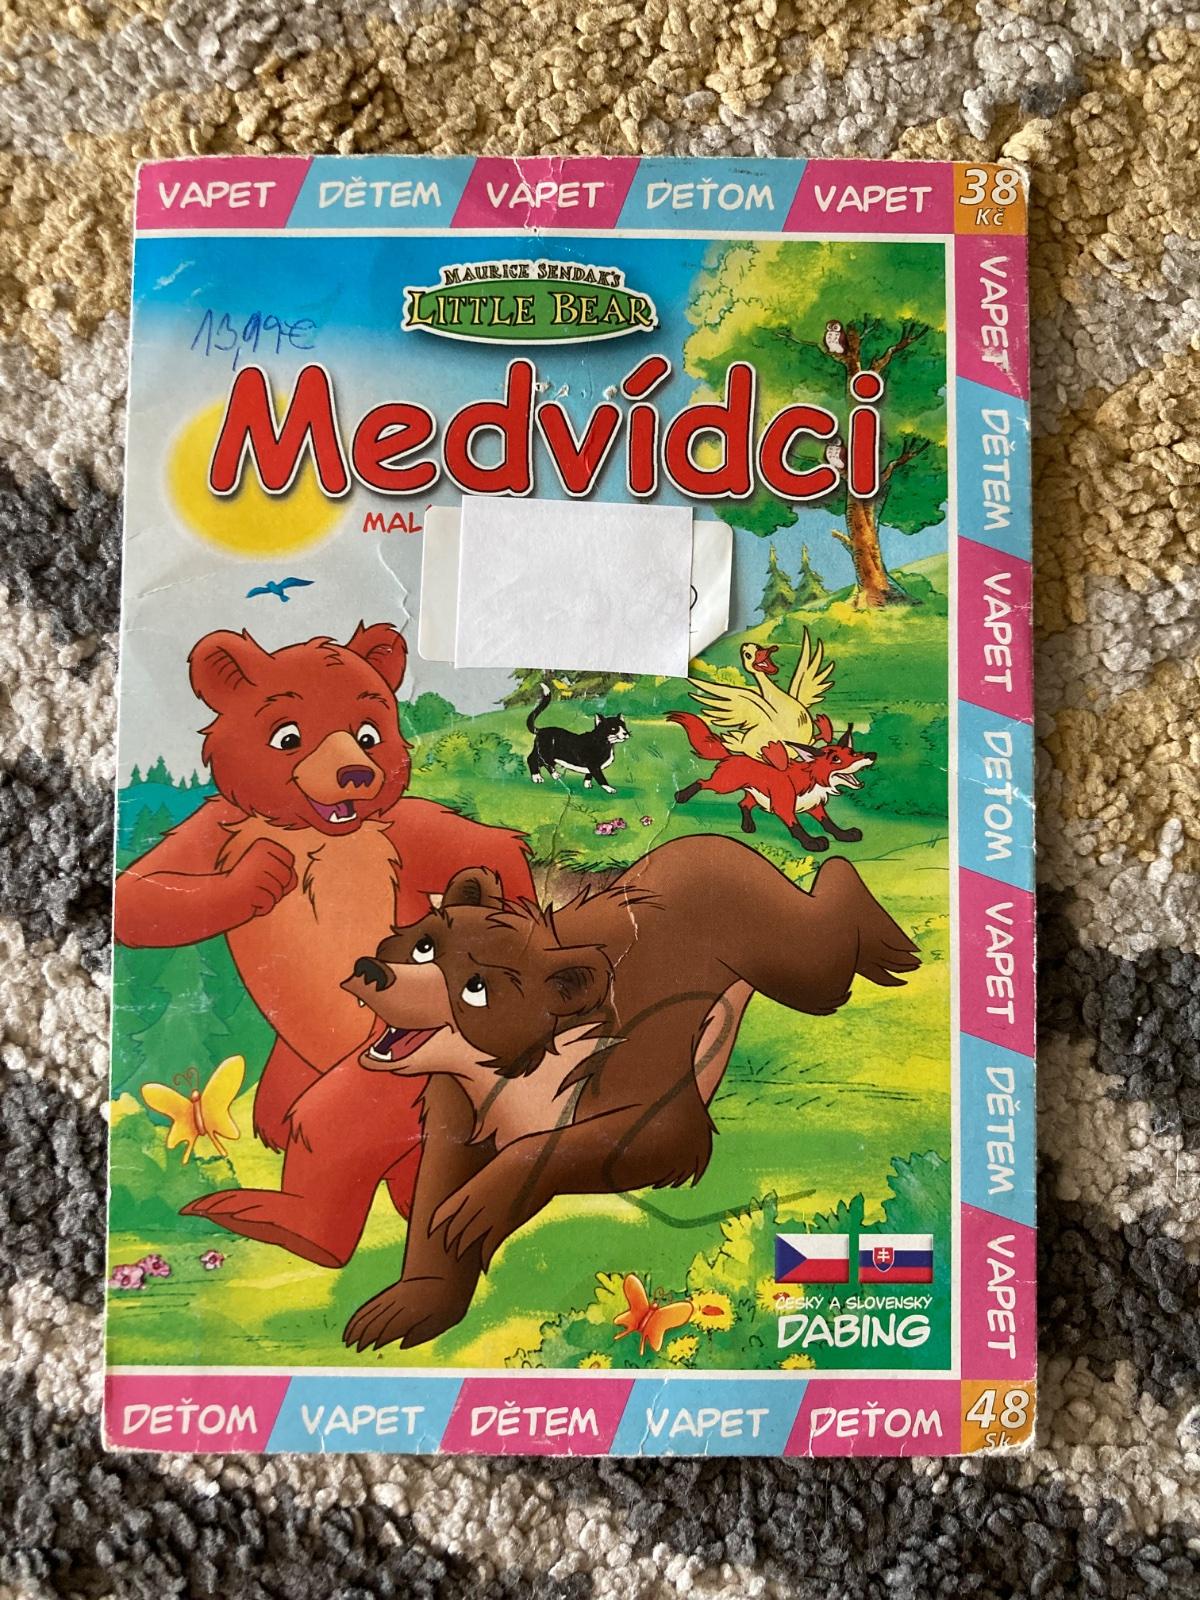 VAPET DĚTEM VAPET DEŤOM VAPET
38
Kč
MAURICE SENDAK'S
LITTLE BEAR
13,99€
Medvídci
VAPET DĚTEM VAPET DEŤOM VAPET DĚTEM VAPET
ČESKÝ A SLOVENSKÝ
DABING
DEŤOM VAPET DĚTEM VAPET DEŤOM
48
Sk